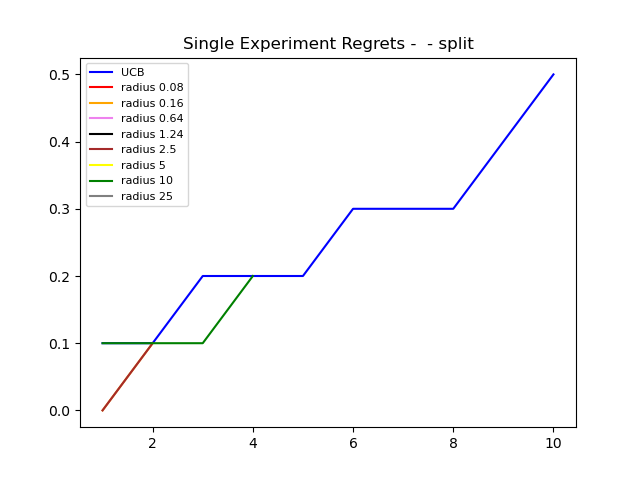 Single Experiment Regrets -  - split
UCB
radius 0.08
radius 0.16
radius 0.64
radius 1.24
radius 2.5
radius 5
radius 10
radius 25
0.5
0.4
0.3
0.2
0.1
0.0
2 4 6 8 10